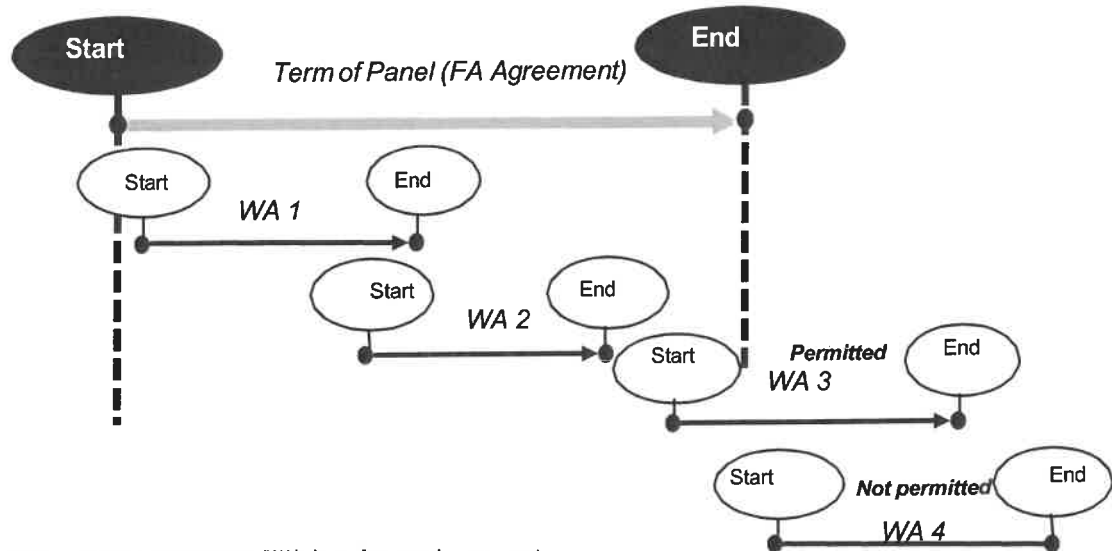 Start
End
Term of Panel (FA Agreement)
Start
End
WA 1
Start
End
WA 2
Start
Permitted
End
WA 3
Start
Not permitted
End
WA 4